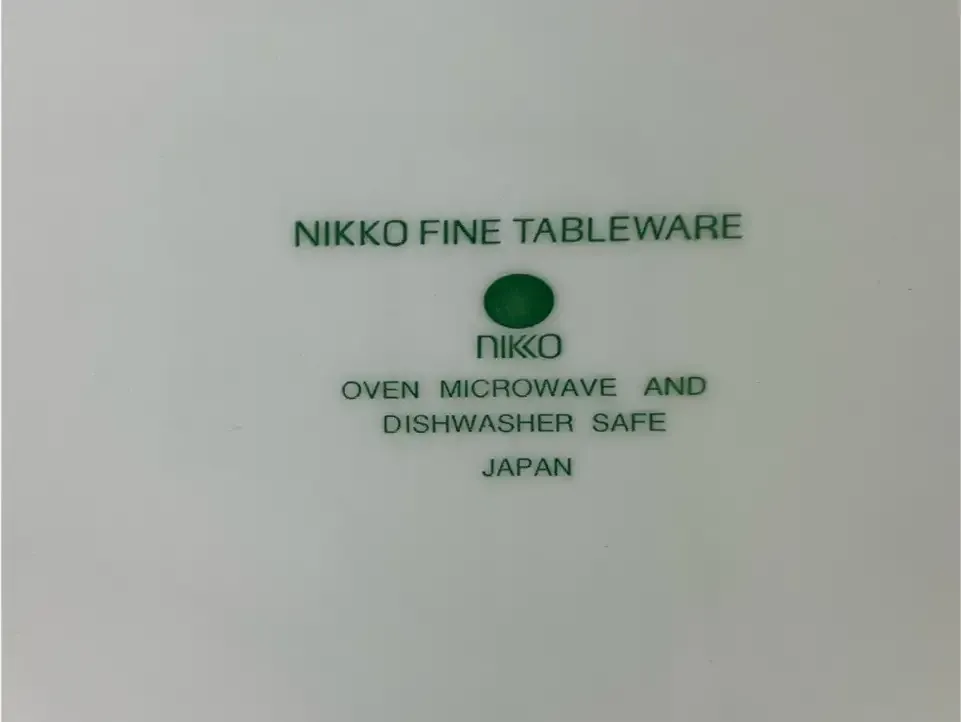 NIKKO FINE TABLEWARE
NIKKO
OVEN MICROWAVE AND
DISHWASHER SAFE
JAPAN